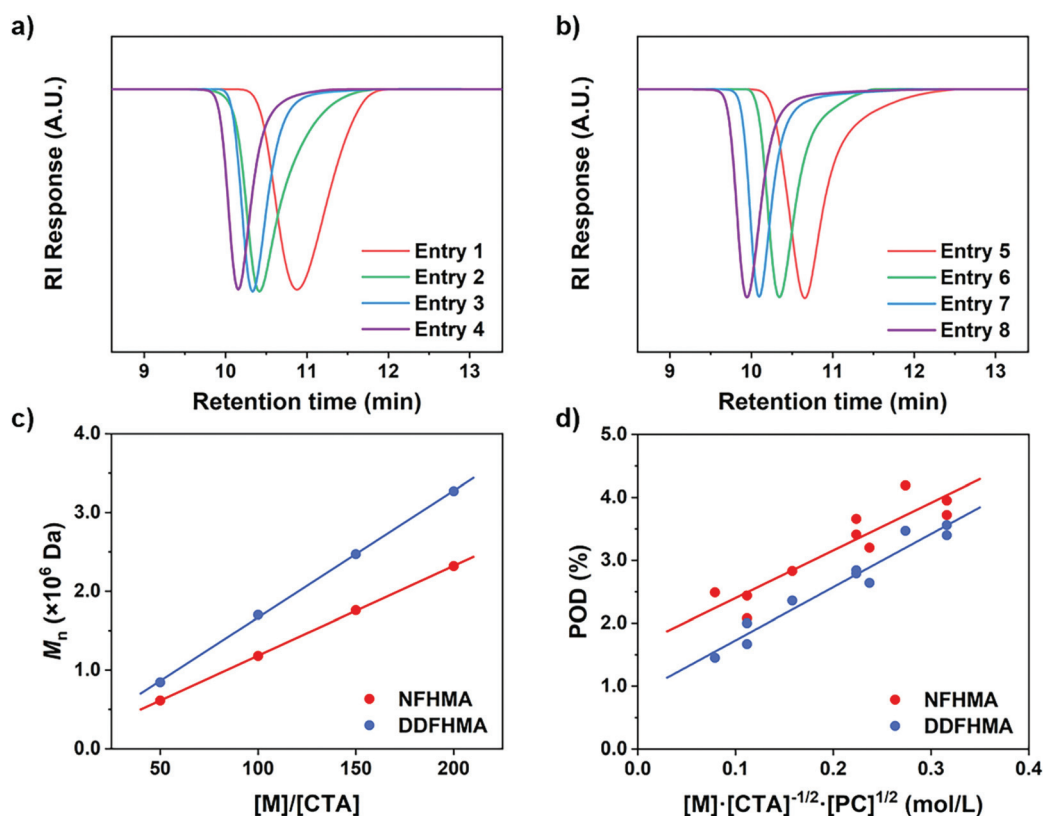 a)
RI Response (A.U.)
Entry 1
Entry 2
Entry 3
Entry 4
9 10 11 12 13
Retention time (min)
b)
RI Response (A.U.)
Entry 5
Entry 6
Entry 7
Entry 8
9 10 11 12 13
Retention time (min)
c)
Mn (×10⁶ Da)
4.0
3.0
2.0
1.0
0.0
NFHMA
DDFHMA
50 100 150 200
[M]/[CTA]
d)
POD (%)
5.0
4.0
3.0
2.0
1.0
0.0
NFHMA
DDFHMA
0.0 0.1 0.2 0.3 0.4
[M]·[CTA]⁻¹/²·[PC]¹/² (mol/L)